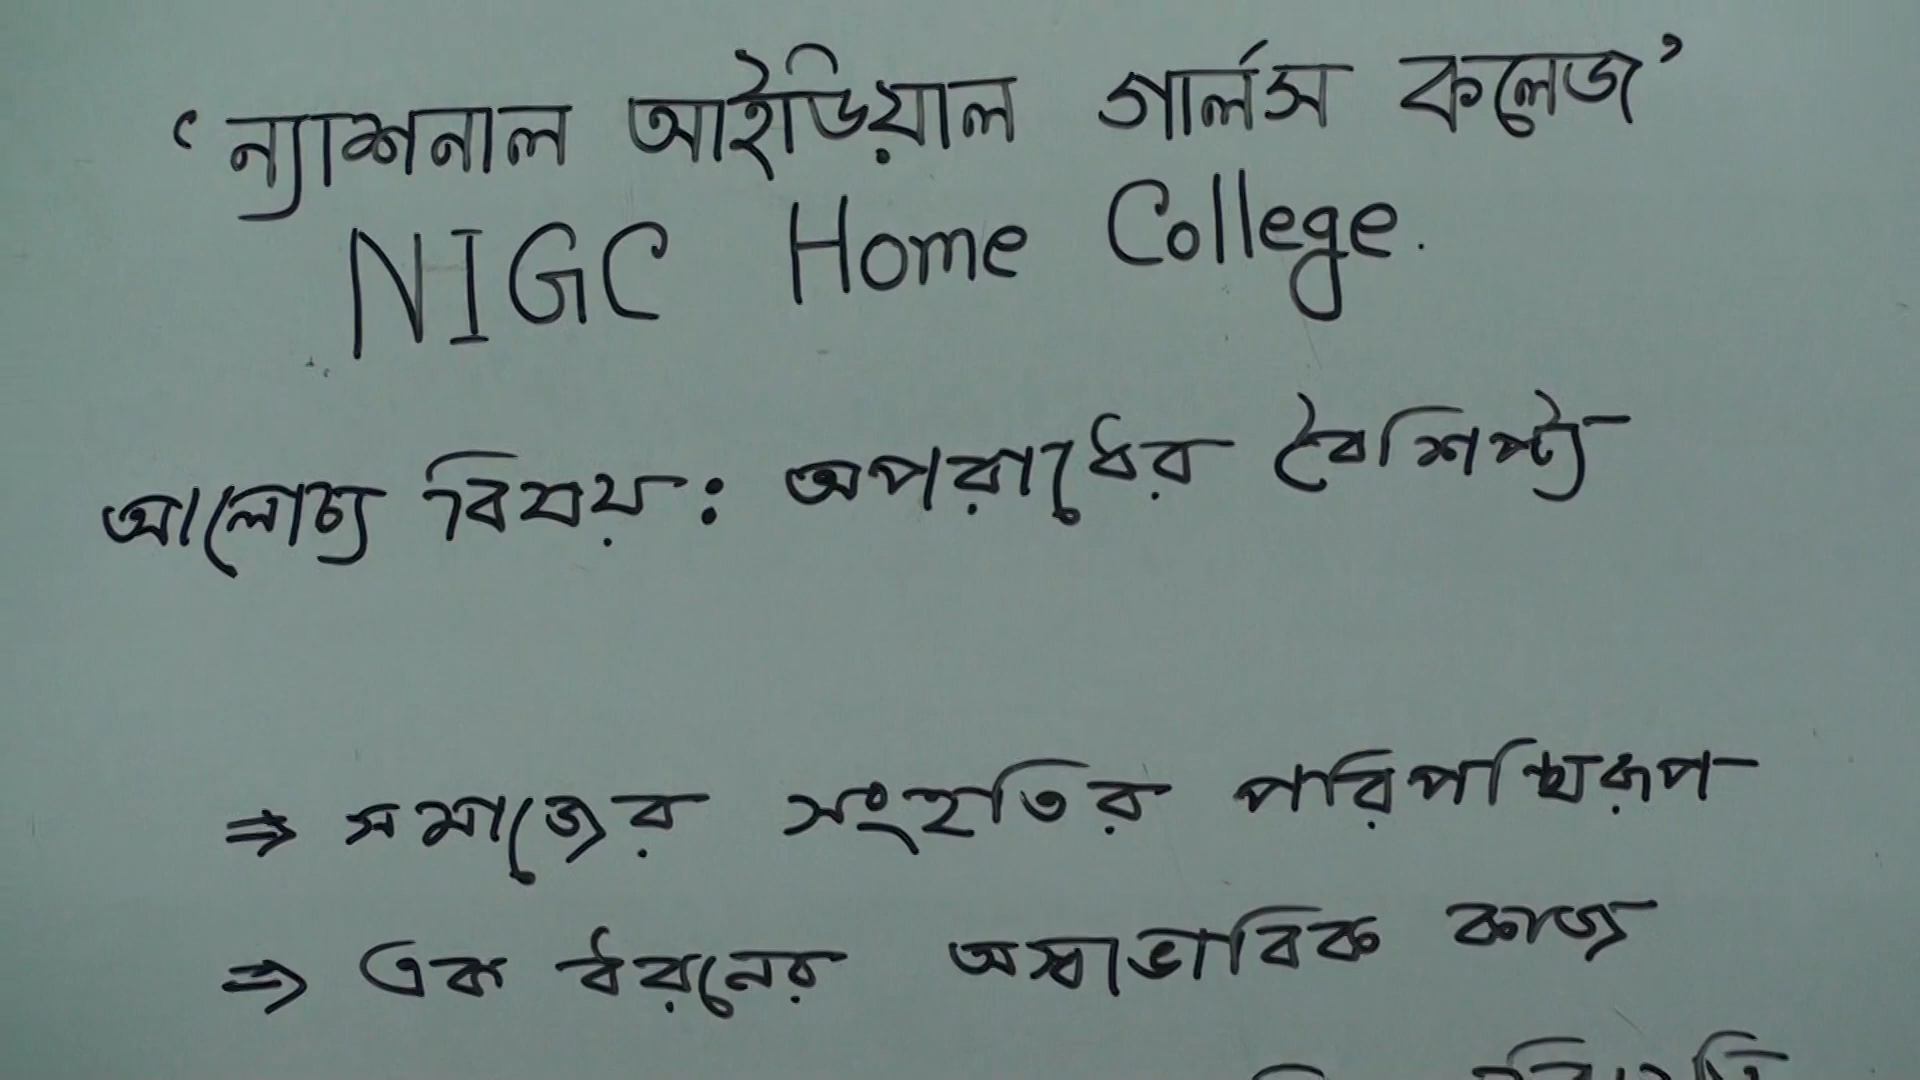 ‘ন্যাশনাল আইডিয়াল গার্লস কলেজ’
NIGC Home College.
আলোচ্য বিষয় : অপরাধের বৈশিষ্ট্য
⇒ সমাজের সংহতির পরিপন্থিরূপ
⇒ এক ধরনের অস্বাভাবিক কাজ